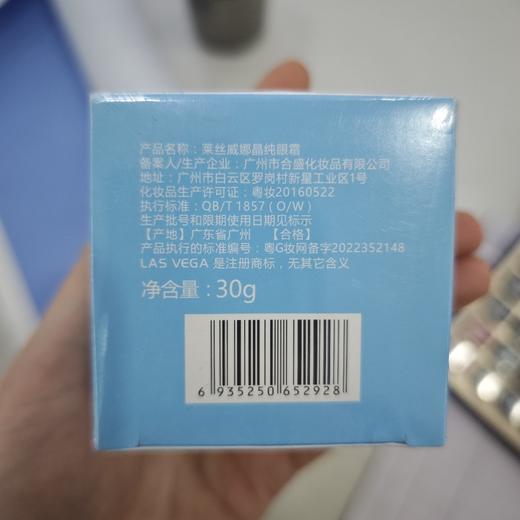 产品名称：莱丝威娜晶纯眼霜
备案人/生产企业：广州市合盛化妆品有限公司
地址：广州市白云区罗岗村新星工业区1号
化妆品生产许可证：粤妆20160522
执行标准：QB/T 1857 ( O/W )
生产批号和限期使用日期见标示
【产地】广东省广州 【合格】
产品执行的标准编号：粤G妆网备字2022352148
LAS VEGA 是注册商标，无其它含义
净含量：30g
6 935250 652928